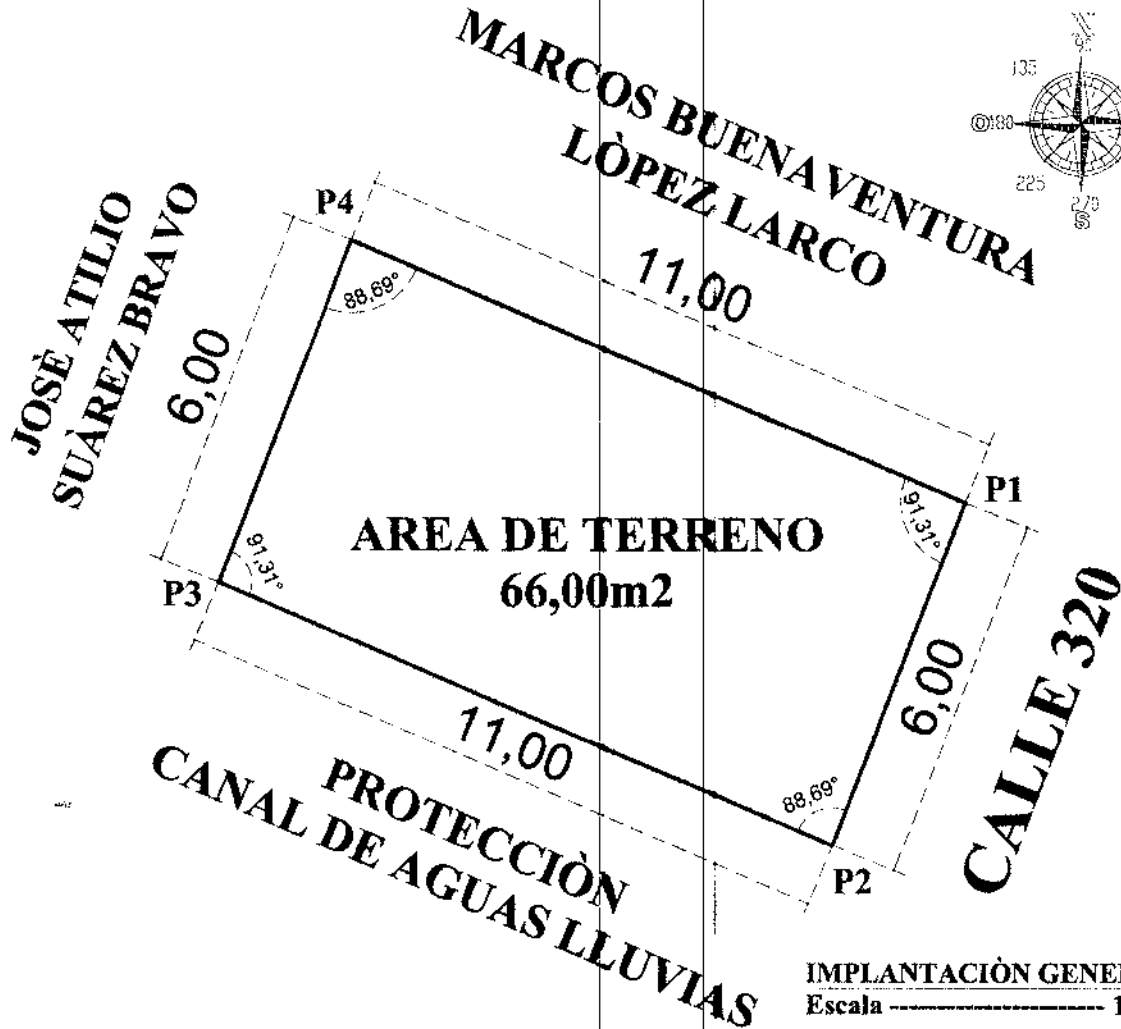 MARCOS BUENAVENTURA
LÒPEZ LARCO
135
90
180
225
270
S
P4
11,00
JOSÈ ATILIO
SUÀREZ BRAVO
6,00
88,69°
P1
91,31°
AREA DE TERRENO
66,00m2
91,31°
P3
CALLE 320
6,00
11,00
88,69°
P2
PROTECCIÒN
CANAL DE AGUAS LLUVIAS
IMPLANTACIÒN
Escala